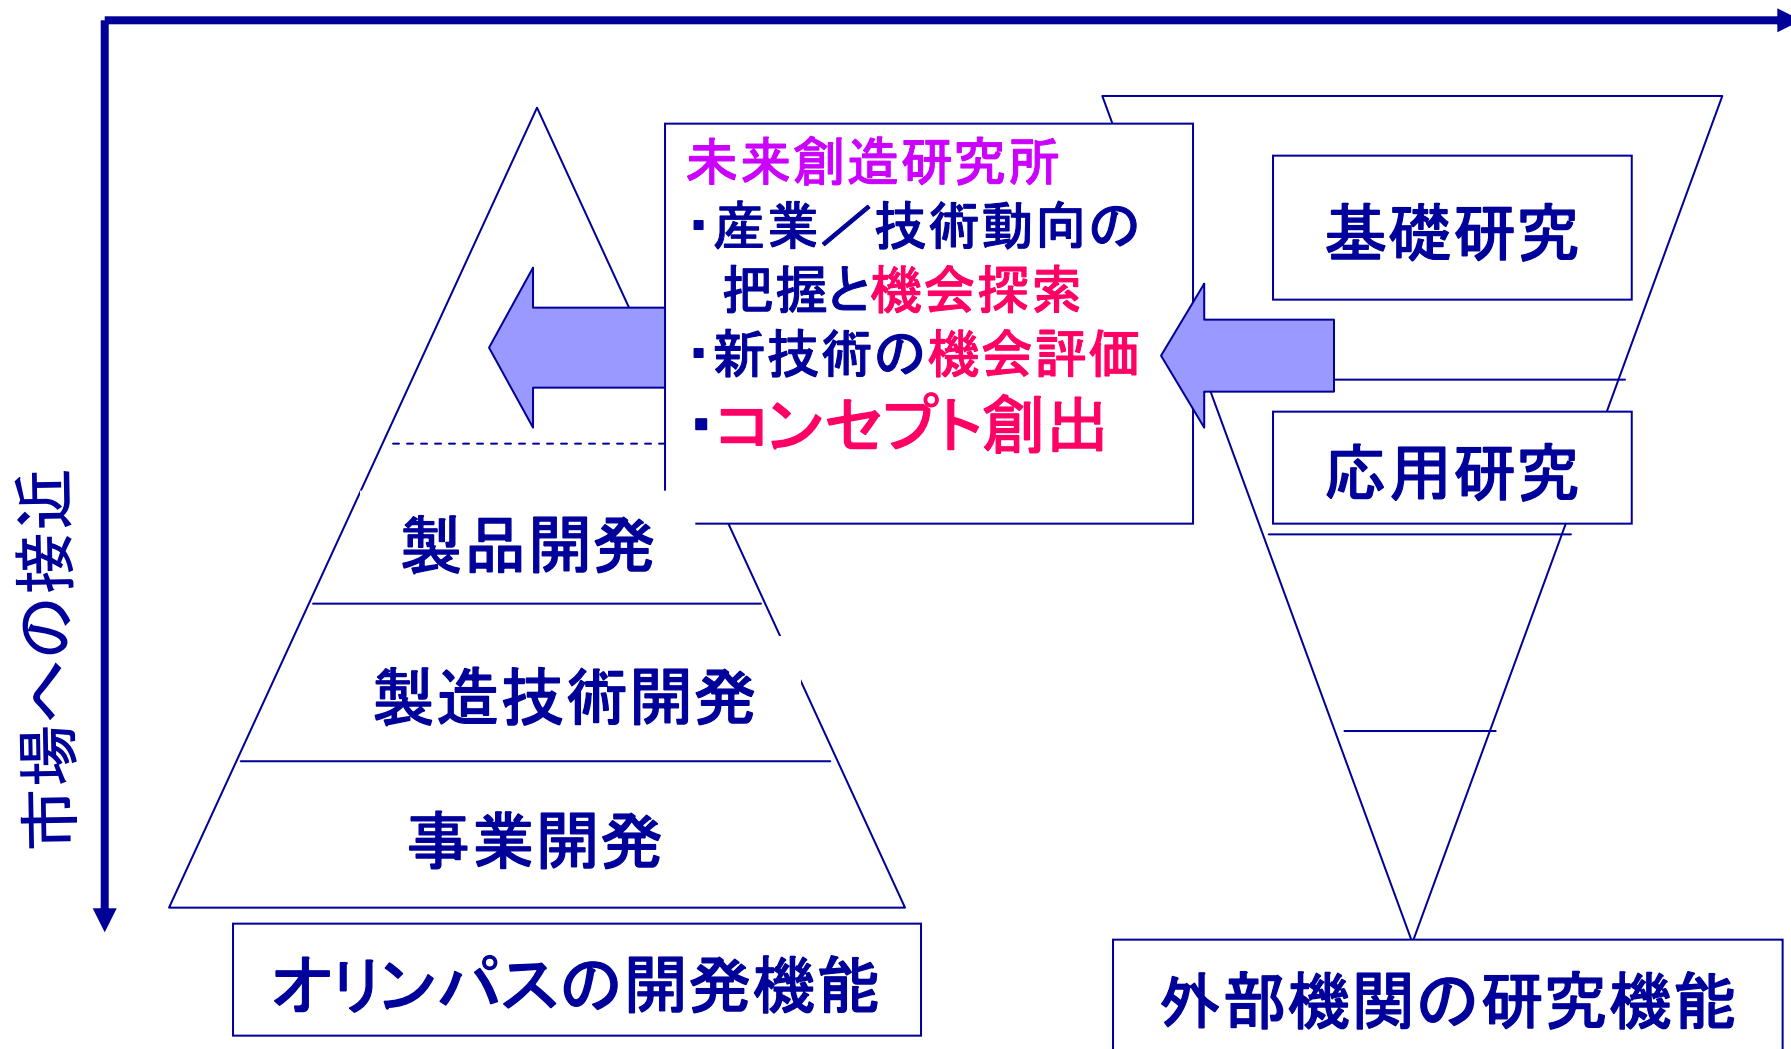 市場への接近
未来創造研究所
・産業／技術動向の
把握と機会探索
・新技術の機会評価
・コンセプト創出
製品開発
製造技術開発
事業開発
オリンパスの開発機能
基礎研究
応用研究
外部機関の研究機能